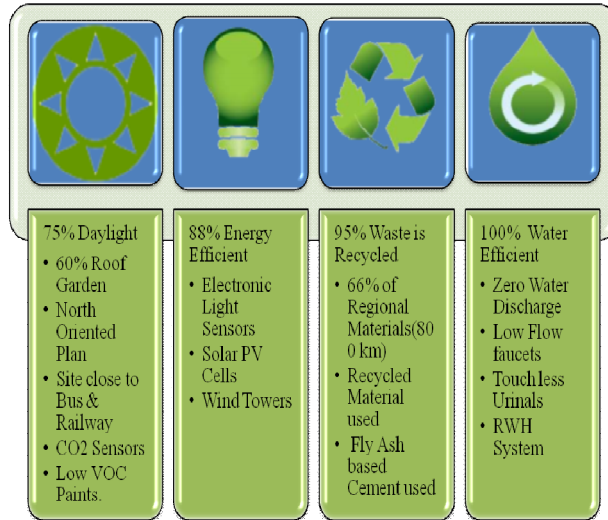 75% Daylight
• 60% Roof
Garden
• North
Oriented
Plan
• Site close to
Bus &
Railway
• CO2 Sensors
• Low VOC
Paints.
88% Energy
Efficient
• Electronic
Light
Sensors
• Solar PV
Cells
• Wind Towers
95% Waste is
Recycled
• 66% of
Regional
Materials(80
0 km)
• Recycled
Material
used
• Fly Ash
based
Cement used
100% Water
Efficient
• Zero Water
Discharge
• Low Flow
faucets
• Touch less
Urinals
• RWH
System